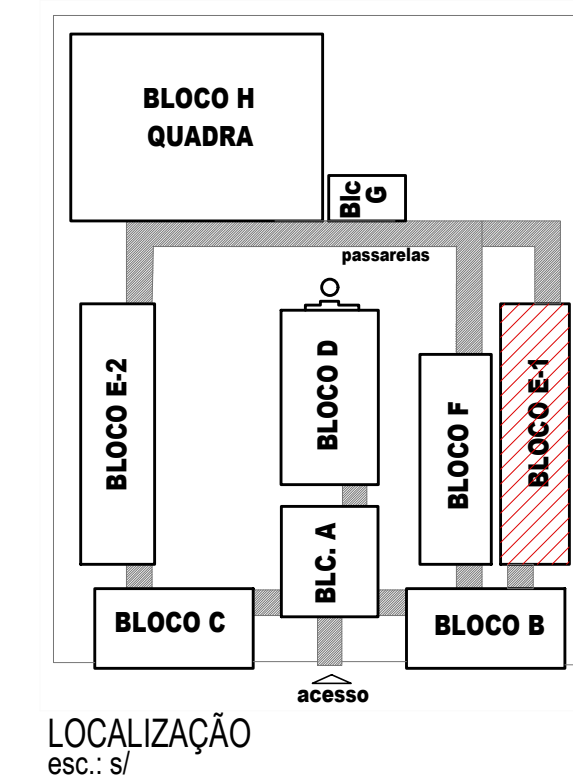 BLOCO H
QUADRA
Blc
G
passarelas
BLOCO E-2
BLOCO D
BLOCO F
BLOCO E-1
BLC. A
BLOCO C
BLOCO B
acesso
LOCALIZAÇÃO
esc.: s/